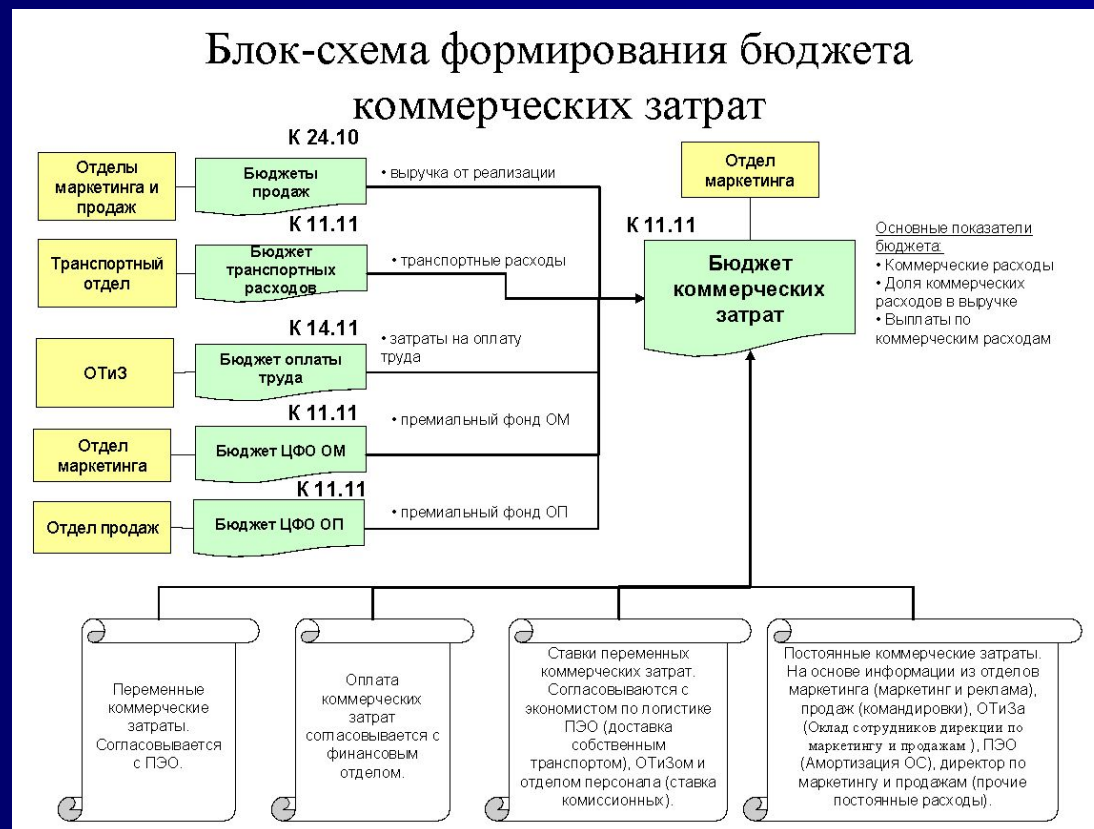 Блок-схема формирования бюджета
коммерческих затрат
К 24.10
Отделы
маркетинга и
продаж
Бюджеты
продаж
• выручка от реализации
К 11.11
Транспортный
отдел
Бюджет
транспортных
расходов
• транспортные расходы
К 14.11
ОТиЗ
Бюджет оплаты
труда
• затраты на оплату
труда
К 11.11
Отдел
маркетинга
Бюджет ЦФО ОМ
• премиальный фонд ОМ
К 11.11
Отдел продаж
Бюджет ЦФО ОП
• премиальный фонд ОП
Отдел
маркетинга
К 11.11
Бюджет
коммерческих
затрат
Основные показатели
бюджета:
• Коммерческие расходы
• Доля коммерческих
расходов в выручке
• Выплаты по
коммерческим расходам
Переменные
коммерческие
затраты.
Согласовывается
с ПЭО.
Оплата
коммерческих
затрат
согласовывается с
финансовым
отделом.
Ставки переменных
коммерческих затрат.
Согласовываются с
экономистом по логистике
ПЭО (доставка
собственным
транспортом), ОТиЗом и
отделом персонала (ставка
комиссионных).
Постоянные коммерческие затраты.
На основе информации из отделов
маркетинга (маркетинг и реклама),
продаж (командировки), ОТиЗа
(Оклад сотрудников дирекции по
маркетингу и продажам ), ПЭО
(Амортизация ОС), директор по
маркетингу и продажам (прочие
постоянные расходы).